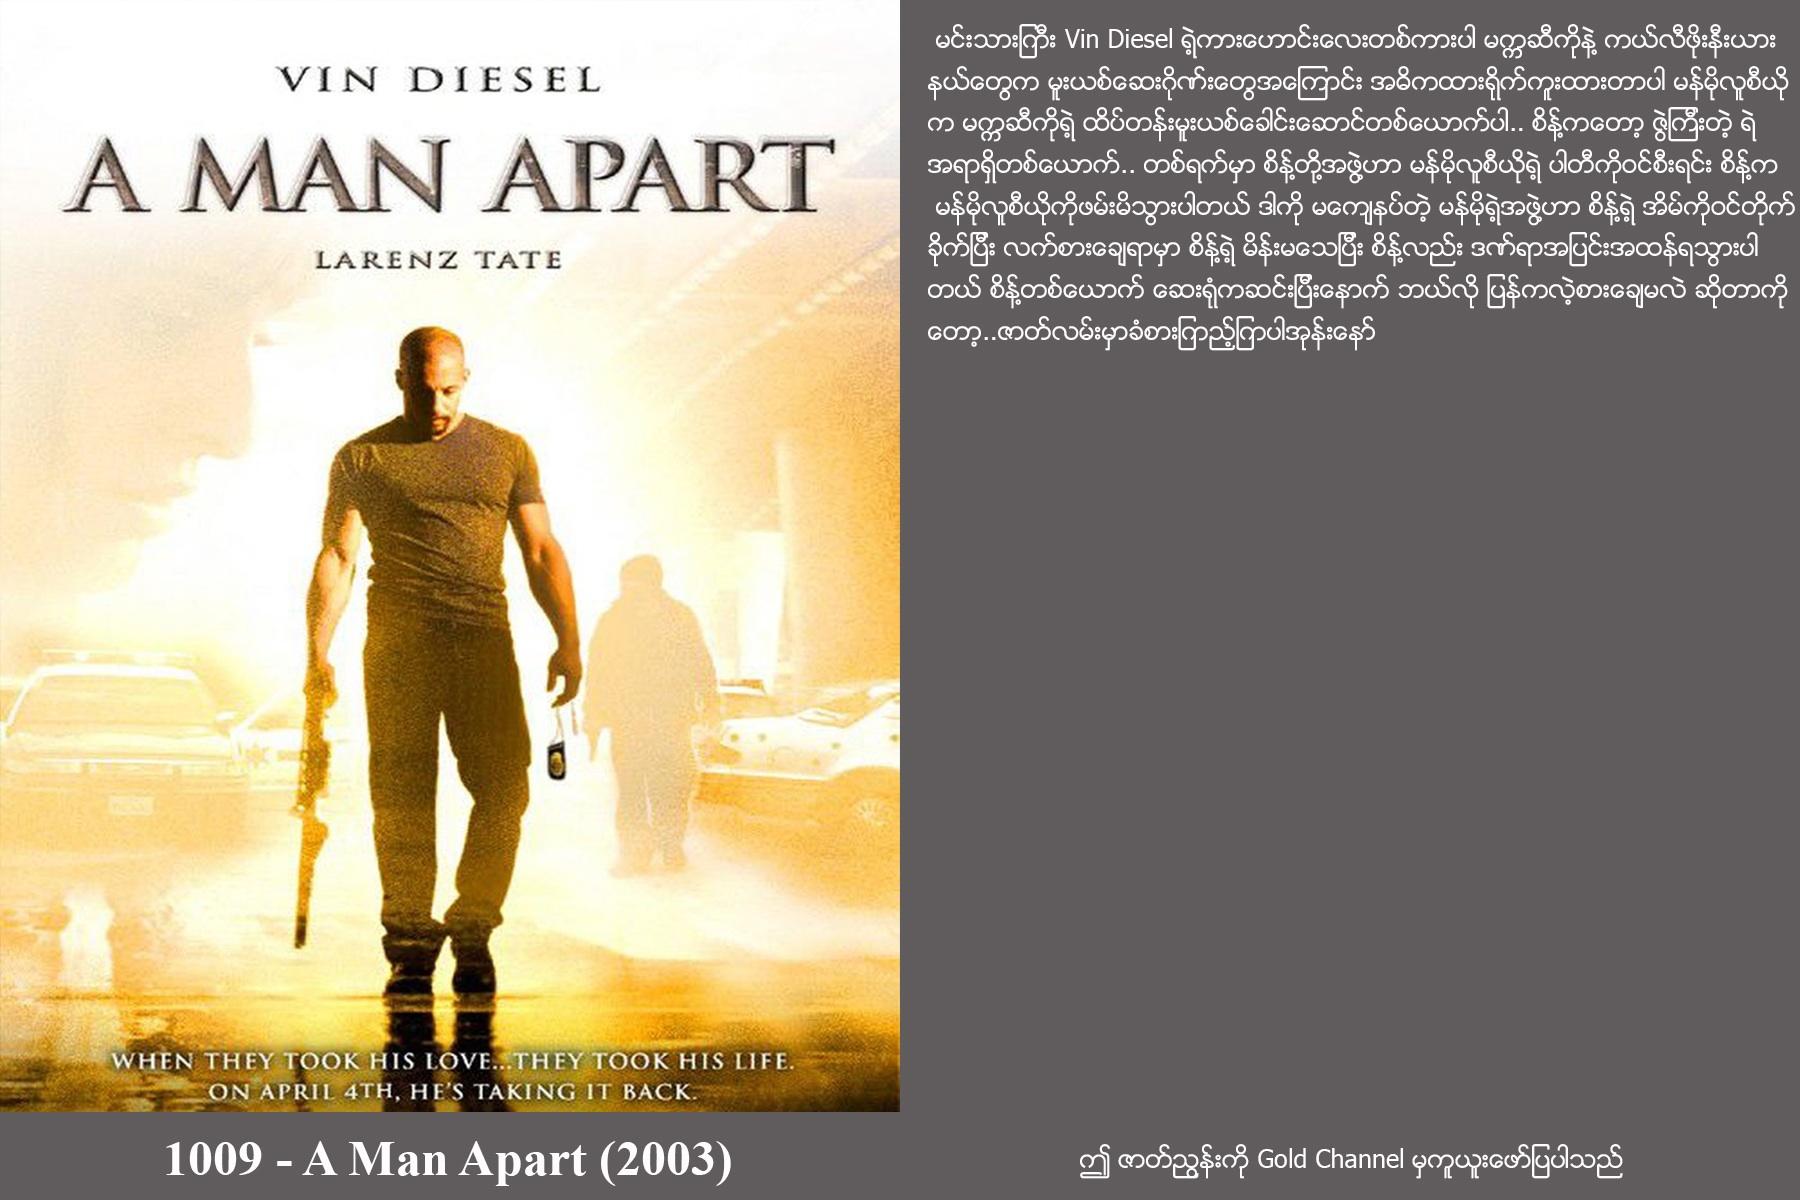 VIN DIESEL
A MAN APART
LARENZ TATE
WHEN THEY TOOK HIS LOVE...THEY TOOK HIS LIFE.
ON APRIL 4TH, HE'S TAKING IT BACK.
1009 - A Man Apart (2003)
မင်းသားကြီး Vin Diesel ရဲ့ကားဟောင်းလေးတစ်ကားပါ မက္ကဆီကိုနဲ့ ကယ်လီဖိုးနီးယား
နယ်တွေက မူးယစ်ဆေးဂိုဏ်းတွေအကြောင်း အဓိကထားရိုက်ကူးထားတာပါ မန်မိုလူစီယို
က မက္ကဆီကိုရဲ့ ထိပ်တန်းမူးယစ်ခေါင်းဆောင်တစ်ယောက်ပါ.. စိန့်ကတော့ ဇွဲကြီးတဲ့ ရဲ
အရာရှိတစ်ယောက်.. တစ်ရက်မှာ စိန့်တို့အဖွဲ့ဟာ မန်မိုလူစီယိုရဲ့ ပါတီကိုဝင်စီးရင်း စိန့်က
မန်မိုလူစီယိုကိုဖမ်းမိသွားပါတယ် ဒါကို မကျေနပ်တဲ့ မန်မိုရဲ့အဖွဲ့ဟာ စိန့်ရဲ့ အိမ်ကိုဝင်တိုက်
ခိုက်ပြီး လက်စားချေရာမှာ စိန့်ရဲ့ မိန်းမသေပြီး စိန့်လည်း ဒဏ်ရာအပြင်းအထန်ရသွားပါ
တယ် စိန့်တစ်ယောက် ဆေးရုံကဆင်းပြီးနောက် ဘယ်လို ပြန်ကလဲ့စားချေမလဲ ဆိုတာကို
တော့..ဇာတ်လမ်းမှာခံစားကြာည့်ကြာပါအုန်းနော်
ဤ ဇာတ်ညွန်းကို Gold Channel မှကူယူးဖော်ပြပါသည်